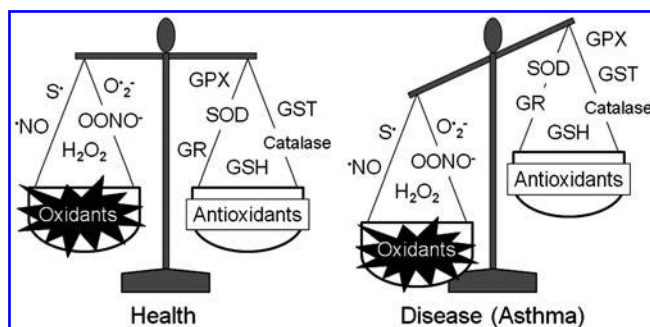 S• O•₂⁻
•NO OONO⁻
H₂O₂
Oxidants
GPX
SOD GST
Catalase
GR GSH
Antioxidants
Health
S• O•₂⁻
•NO OONO⁻
H₂O₂
Oxidants
GPX
SOD GST
GR Catalase
GSH
Antioxidants
Disease (Asthma)